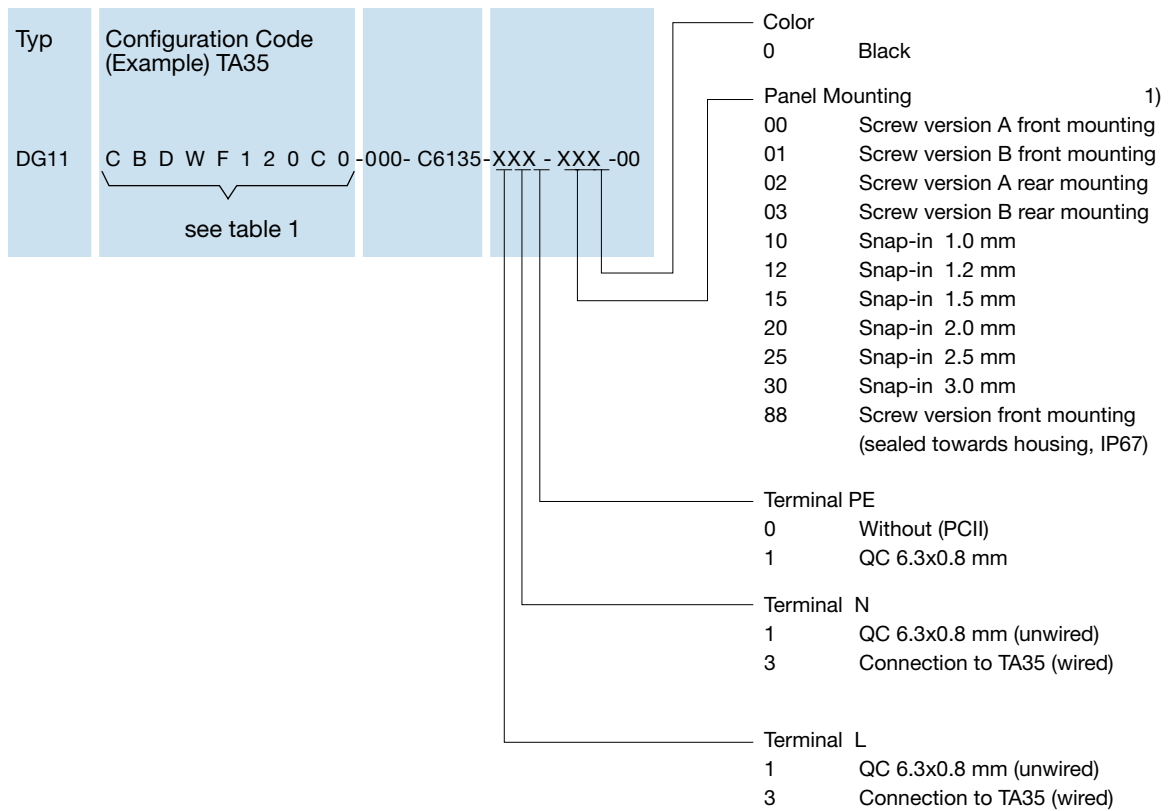 Typ
Configuration Code
(Example) TA35
DG11 C B D W F 1 2 0 C 0 -000- C6135-XXX - XXX -00
see table 1
Color
0 Black
Panel Mounting 1)
00 Screw version A front mounting
01 Screw version B front mounting
02 Screw version A rear mounting
03 Screw version B rear mounting
10 Snap-in 1.0 mm
12 Snap-in 1.2 mm
15 Snap-in 1.5 mm
20 Snap-in 2.0 mm
25 Snap-in 2.5 mm
30 Snap-in 3.0 mm
88 Screw version front mounting
(sealed towards housing, IP67)
Terminal PE
0 Without (PCII)
1 QC 6.3x0.8 mm
Terminal N
1 QC 6.3x0.8 mm (unwired)
3 Connection to TA35 (wired)
Terminal L
1 QC 6.3x0.8 mm (unwired)
3 Connection to TA35 (wired)